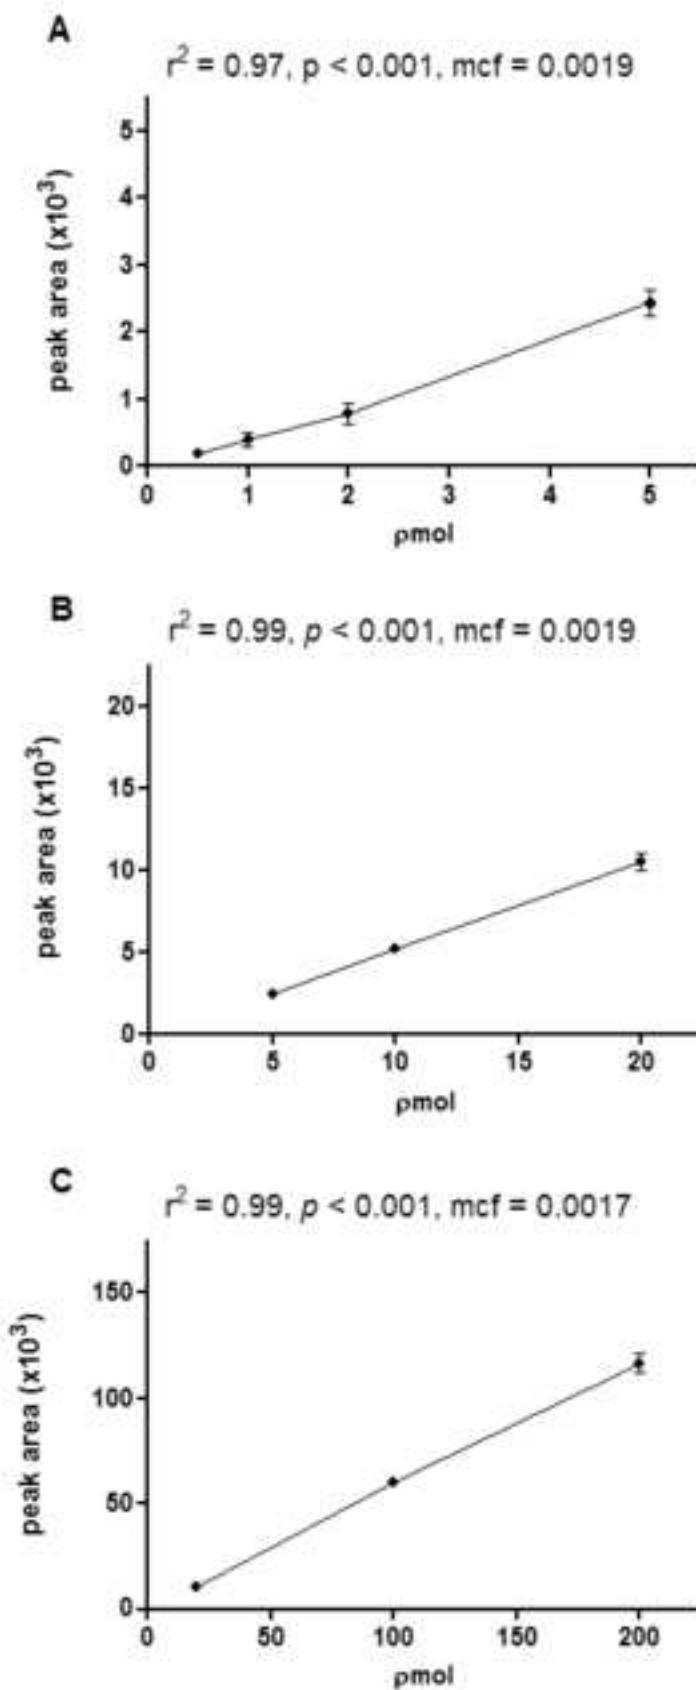 A
r² = 0.97, p < 0.001, mcf = 0.0019
peak area (x10³)
5
4
3
2
1
0
0 1 2 3 4 5
ρmol
B
r² = 0.99, p < 0.001, mcf = 0.0019
peak area (x10³)
20
15
10
5
0
0 5 10 15 20
ρmol
C
r² = 0.99, p < 0.001, mcf = 0.0017
peak area (x10³)
150
100
50
0
0 50 100 150 200
ρmol